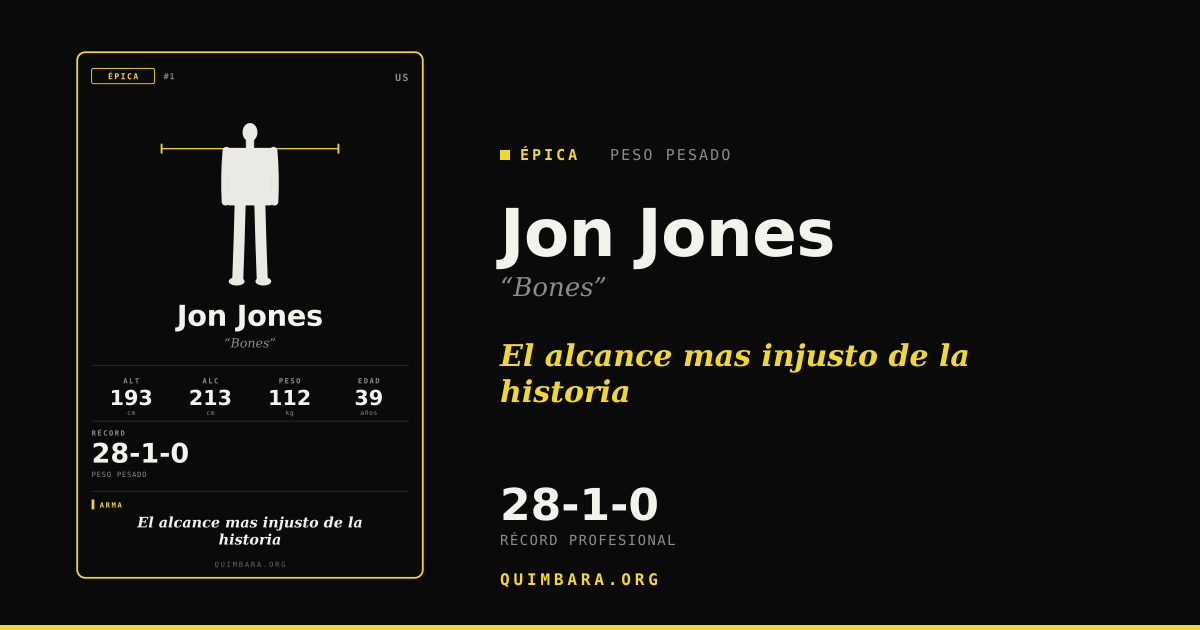 ÉPICA #1 US
Jon Jones
“Bones”
ALT ALC PESO EDAD
193 213 112 39
cm cm kg años
RÉCORD
28-1-0
PESO PESADO
ARMA
El alcance mas injusto de la
historia
QUIMBARA.ORG
ÉPICA PESO PESADO
Jon Jones
“Bones”
El alcance mas injusto de la
historia
28-1-0
RÉCORD PROFESIONAL
QUIMBARA.ORG